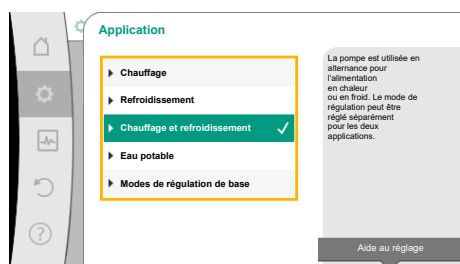 Application
Chauffage
Refroidissement
Chauffage et refroidissement
Eau potable
Modes de régulation de base
La pompe est utilisée en
alternance pour
l'alimentation
en chaleur
ou en froid. Le mode de
régulation peut être
réglé séparément
pour les deux
applications.
Aide au réglage